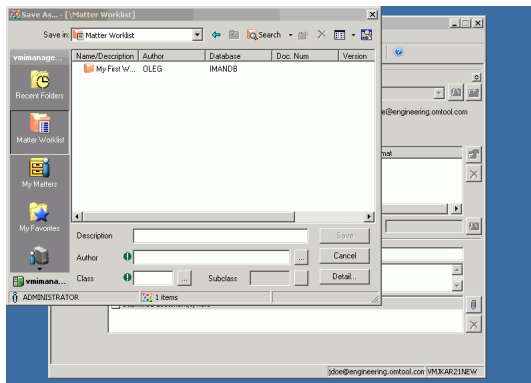 Save As... - [\Matter Worklist]
Save in:
Matter Worklist
Search
vmimanage...
Name/Description Author Database Doc. Num Version
My First W... OLEG IMANDB
Recent Folders
Matter Worklist
My Matters
My Favorites
Description
Save
Author
...
Cancel
Class
...
Subclass
Detail...
vmimana...
ADMINISTRATOR
1 items
e@engineering.omtool.com
mat
jdoe@engineering.omtool.com VMJKAR21NEW